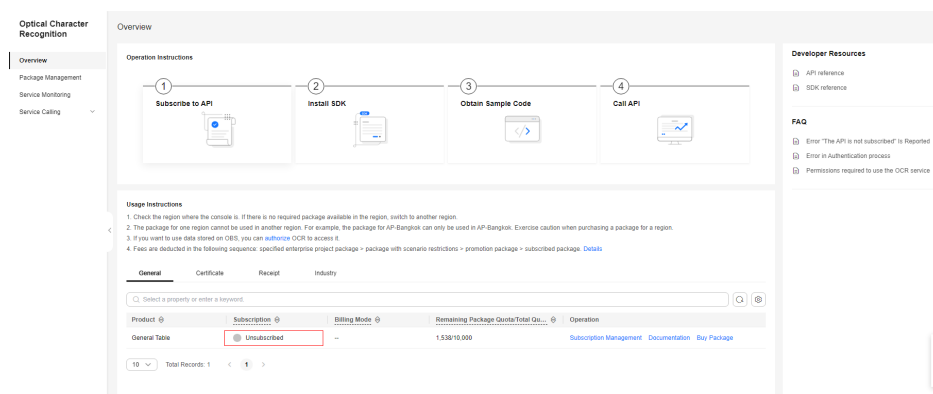 Optical Character
Recognition
Overview
Package Management
Service Monitoring
Service Calling
Overview
Operation Instructions
1
Subscribe to API
2
Install SDK
3
Obtain Sample Code
4
Call API
Usage Instructions
1. Check the region where the console is. If there is no required package available in the region, switch to another region.
2. The package for one region cannot be used in another region. For example, the package for AP-Bangkok can only be used in AP-Bangkok. Exercise caution when purchasing a package for a region.
3. If you want to use data stored on OBS, you can authorize OCR to access it.
4. Fees are deducted in the following sequence: specified enterprise project package > package with scenario restrictions > promotion package > subscribed package Details
General Certificate Receipt Industry
Select a property or enter a keyword.
Product Subscription Billing Mode Remaining Package Quota/Total Qu... Operation
General Table Unsubscribed -- 1,538/10,000 Subscription Management Documentation Buy Package
10 Total Records: 1 < 1 >
Developer Resources
API reference
SDK reference
FAQ
Error "The API is not subscribed" Is Reported
Error in Authentication process
Permissions required to use the OCR service